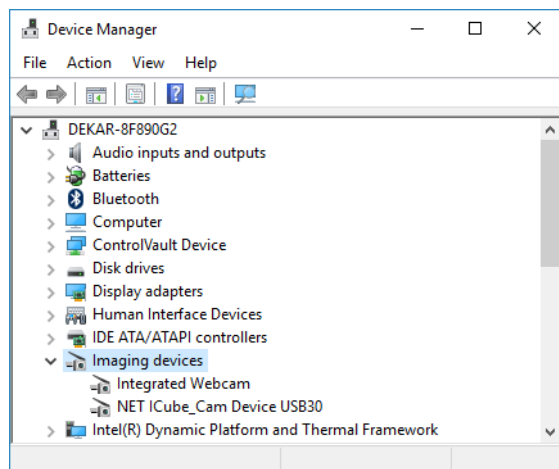 Device Manager
File Action View Help
DEKAR-8F890G2
Audio inputs and outputs
Batteries
Bluetooth
Computer
ControlVault Device
Disk drives
Display adapters
Human Interface Devices
IDE ATA/ATAPI controllers
Imaging devices
Integrated Webcam
NET ICube_Cam Device USB30
Intel(R) Dynamic Platform and Thermal Framework